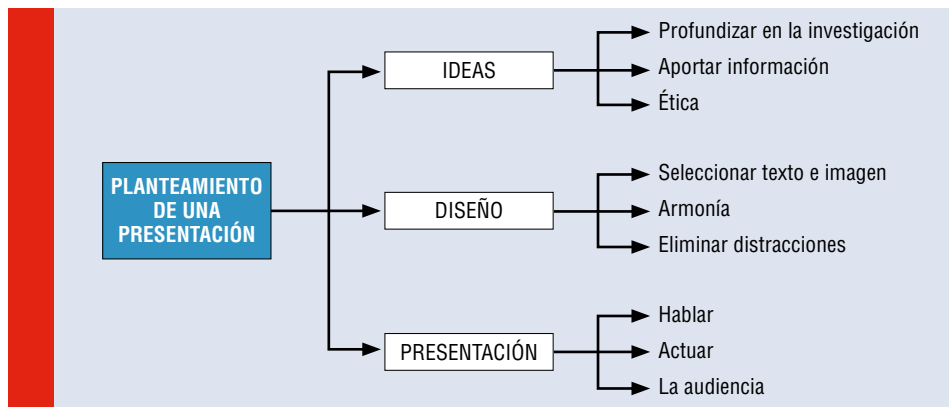 PLANTEAMIENTO
DE UNA
PRESENTACIÓN
IDEAS
Profundizar en la investigación
Aportar información
Ética
DISEÑO
Seleccionar texto e imagen
Armonía
Eliminar distracciones
PRESENTACIÓN
Hablar
Actuar
La audiencia